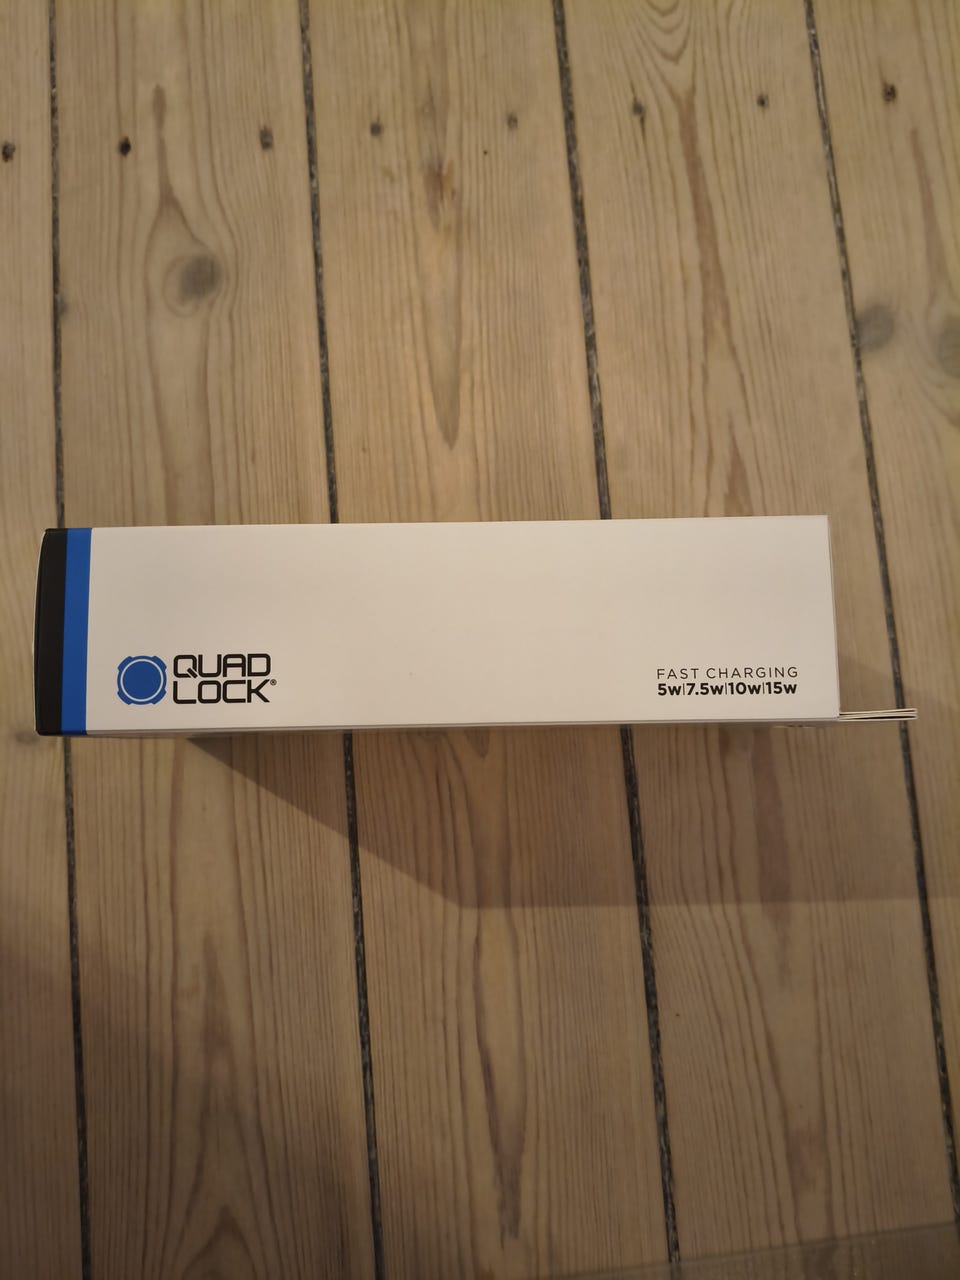 QUAD
LOCK®
FAST CHARGING
5w|7.5w|10w|15w